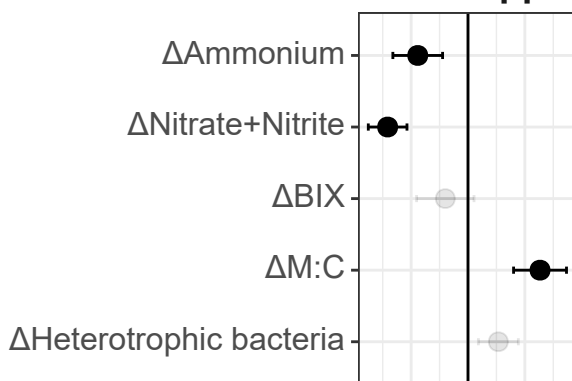 ΔAmmonium
ΔNitrate+Nitrite
ΔBIX
ΔM:C
ΔHeterotrophic bacteria